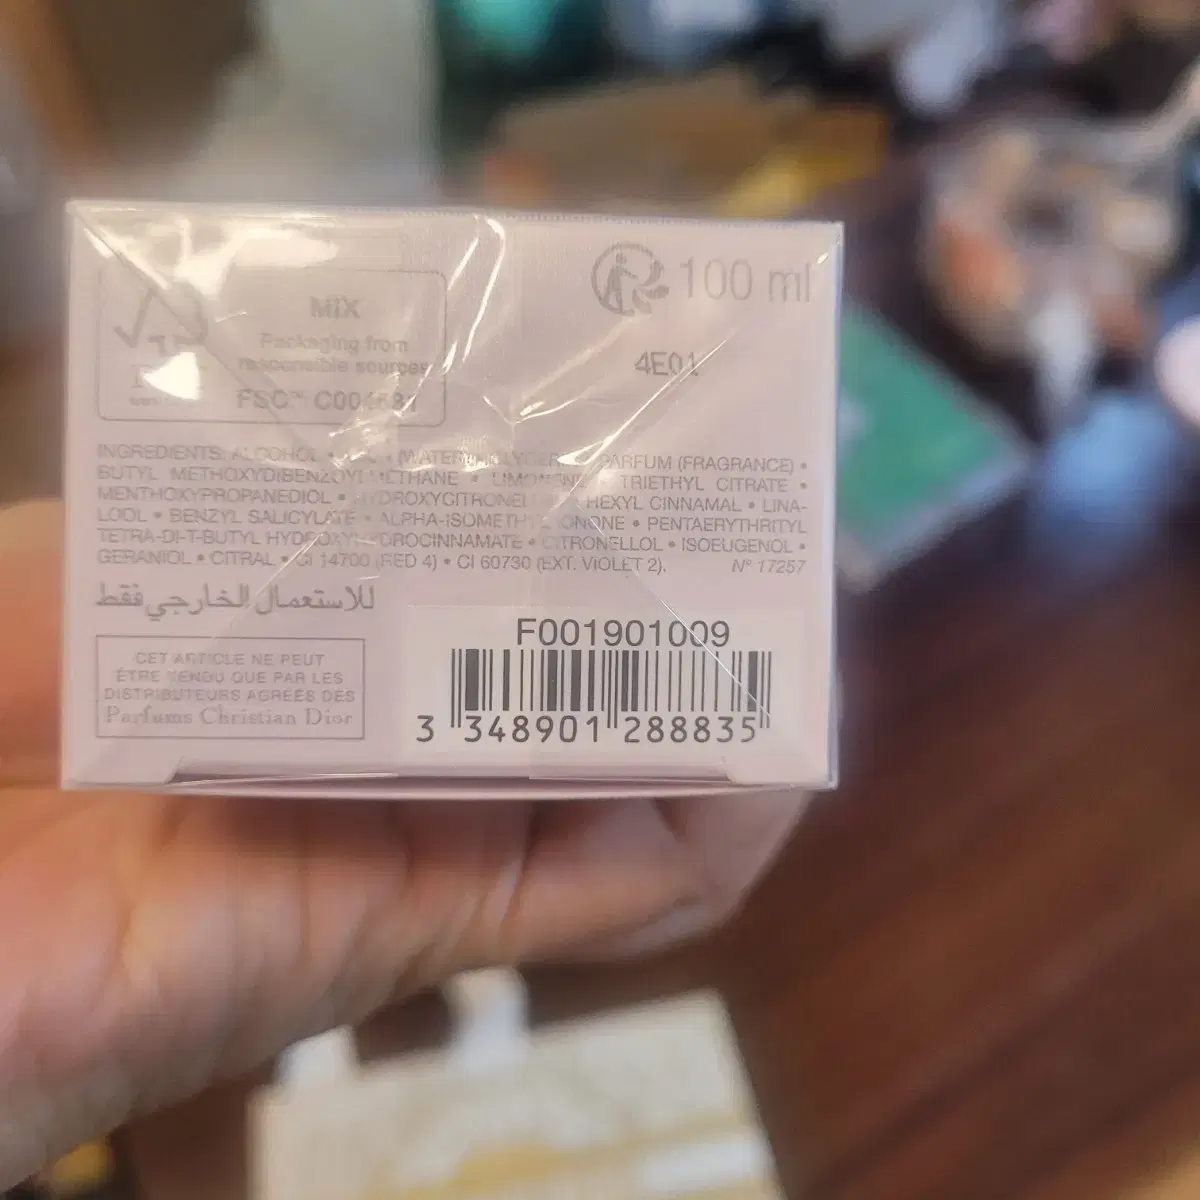 MIX
Packaging from
responsible sources
FSC™
100 ml
4E01
INGREDIENTS: ALCOHOL • PARFUM (FRAGRANCE) •
BUTYL METHOXYDIBENZOYLMETHANE • LIMONENE • TRIETHYL CITRATE •
MENTHOXYPROPANEDIOL • HYDROXYCITRONELLAL • HEXYL CINNAMAL • LINA-
LOOL • BENZYL SALICYLATE • ALPHA-ISOMETHYL IONONE • PENTAERYTHRITYL
TETRA-DI-T-BUTYL HYDROXYHYDROCINNAMATE • CITRONELLOL • ISOEUGENOL •
GERANIOL • CITRAL • CI 14700 (RED 4) • CI 60730 (EXT. VIOLET 2). N° 17257
للاستعمال الخارجي فقط
CET ARTICLE NE PEUT
ÊTRE VENDU QUE PAR LES
DISTRIBUTEURS AGRÉÉS DES
Parfums Christian Dior
F001901009
3 348901 288835